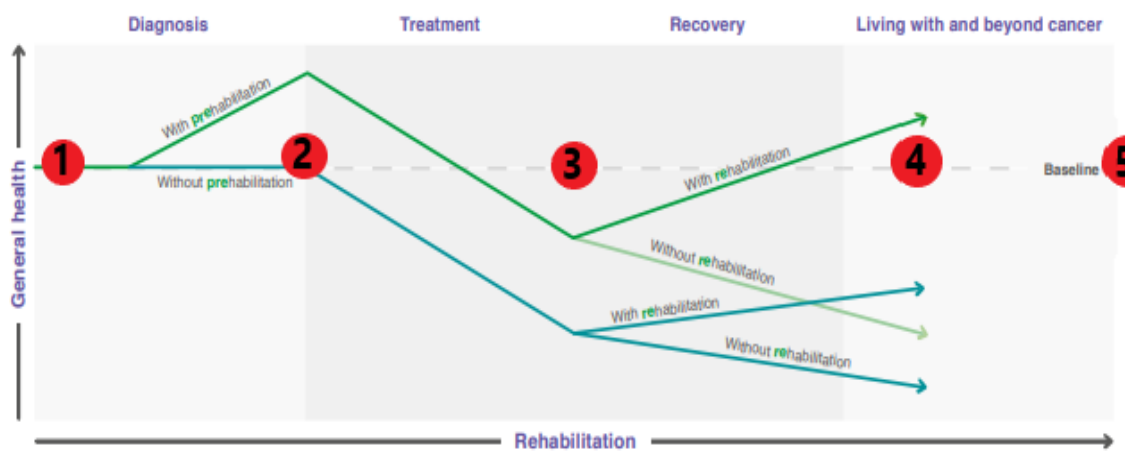 Diagnosis
Treatment
Recovery
Living with and beyond cancer
General health
With prehabilitation
Without prehabilitation
1
2
3
4
5
Baseline
With rehabilitation
Without rehabilitation
With rehabilitation
Without rehabilitation
Rehabilitation